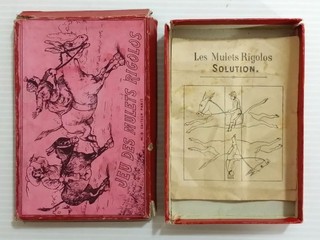 JEU DES MULETS RIGOLOS
Les Mulets Rigolos
SOLUTION.